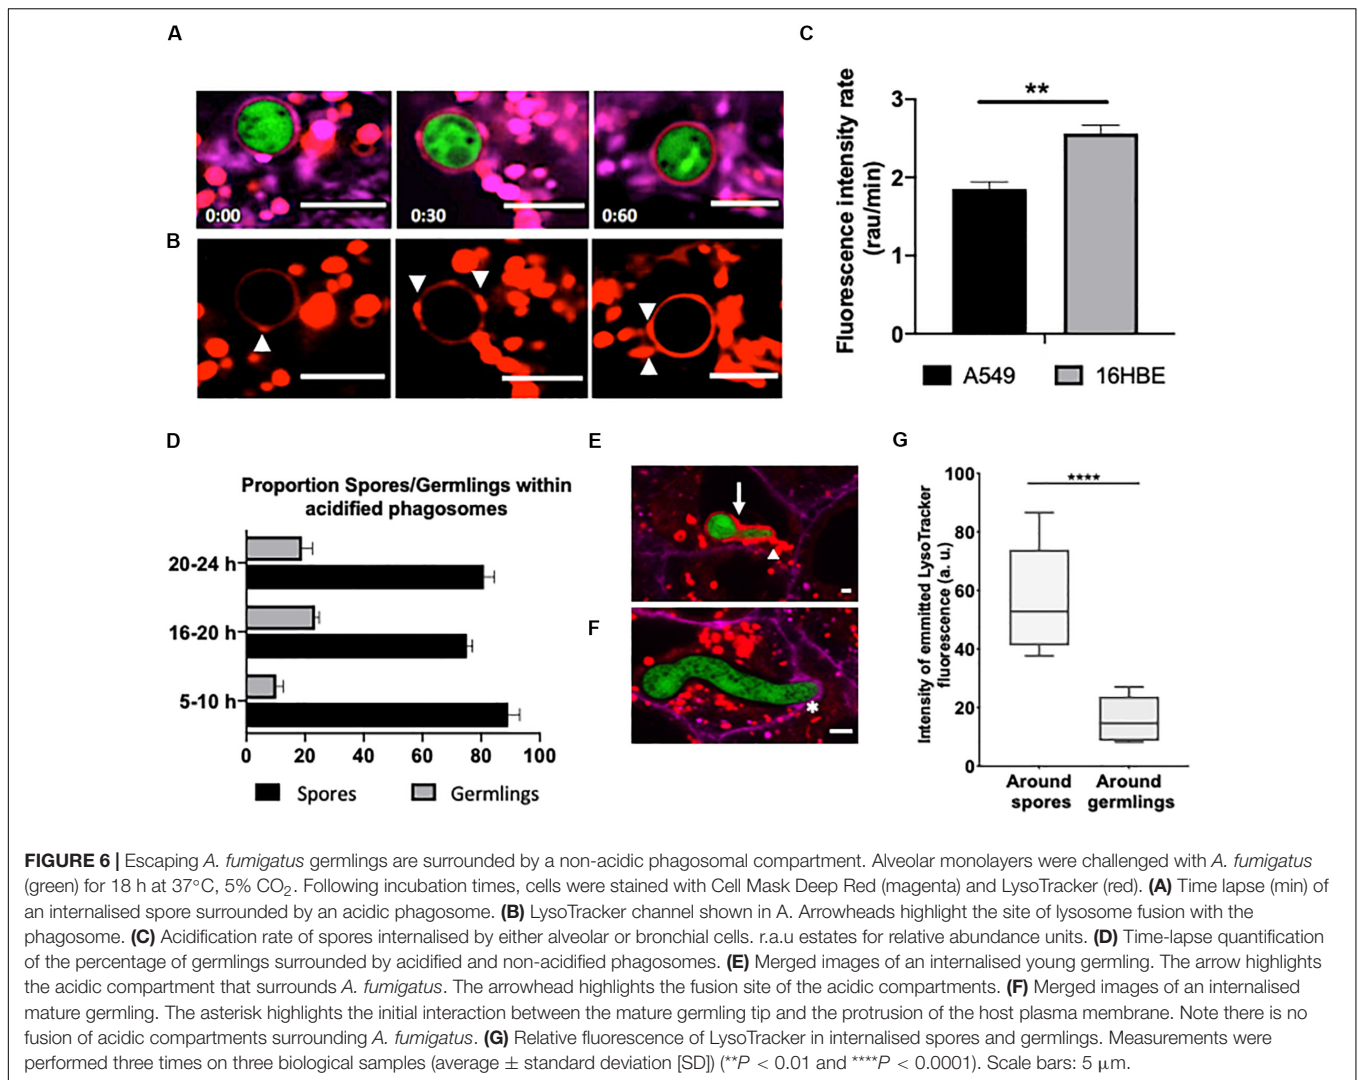 A
0:00
0:30
0:60
B
C
Fluorescence intensity rate
(rau/min)
3
2
1
0
**
A549
16HBE
D
Proportion Spores/Germlings within
acidified phagosomes
20-24 h
16-20 h
5-10 h
0 20 40 60 80 100
Spores
Germlings
E
F
*
G
Intensity of emmitted LysoTracker
fluorescence (a. u.)
100
80
60
40
20
0
****
Around
spores
Around
germlings
FIGURE 6 | Escaping A. fumigatus germlings are surrounded by a non-acidic phagosomal compartment. Alveolar monolayers were challenged with A. fumigatus
(green) for 18 h at 37°C, 5% CO₂. Following incubation times, cells were stained with Cell Mask Deep Red (magenta) and LysoTracker (red). (A) Time lapse (min) of
an internalised spore surrounded by an acidic phagosome. (B) LysoTracker channel shown in A. Arrowheads highlight the site of lysosome fusion with the
phagosome. (C) Acidification rate of spores internalised by either alveolar or bronchial cells. r.a.u estates for relative abundance units. (D) Time-lapse quantification
of the percentage of germlings surrounded by acidified and non-acidified phagosomes. (E) Merged images of an internalised young germling. The arrow highlights
the acidic compartment that surrounds A. fumigatus. The arrowhead highlights the fusion site of the acidic compartments. (F) Merged images of an internalised
mature germling. The asterisk highlights the initial interaction between the mature germling tip and the protrusion of the host plasma membrane. Note there is no
fusion of acidic compartments surrounding A. fumigatus. (G) Relative fluorescence of LysoTracker in internalised spores and germlings. Measurements were
performed three times on three biological samples (average ± standard deviation [SD]) (**P < 0.01 and ****P < 0.0001). Scale bars: 5 μm.